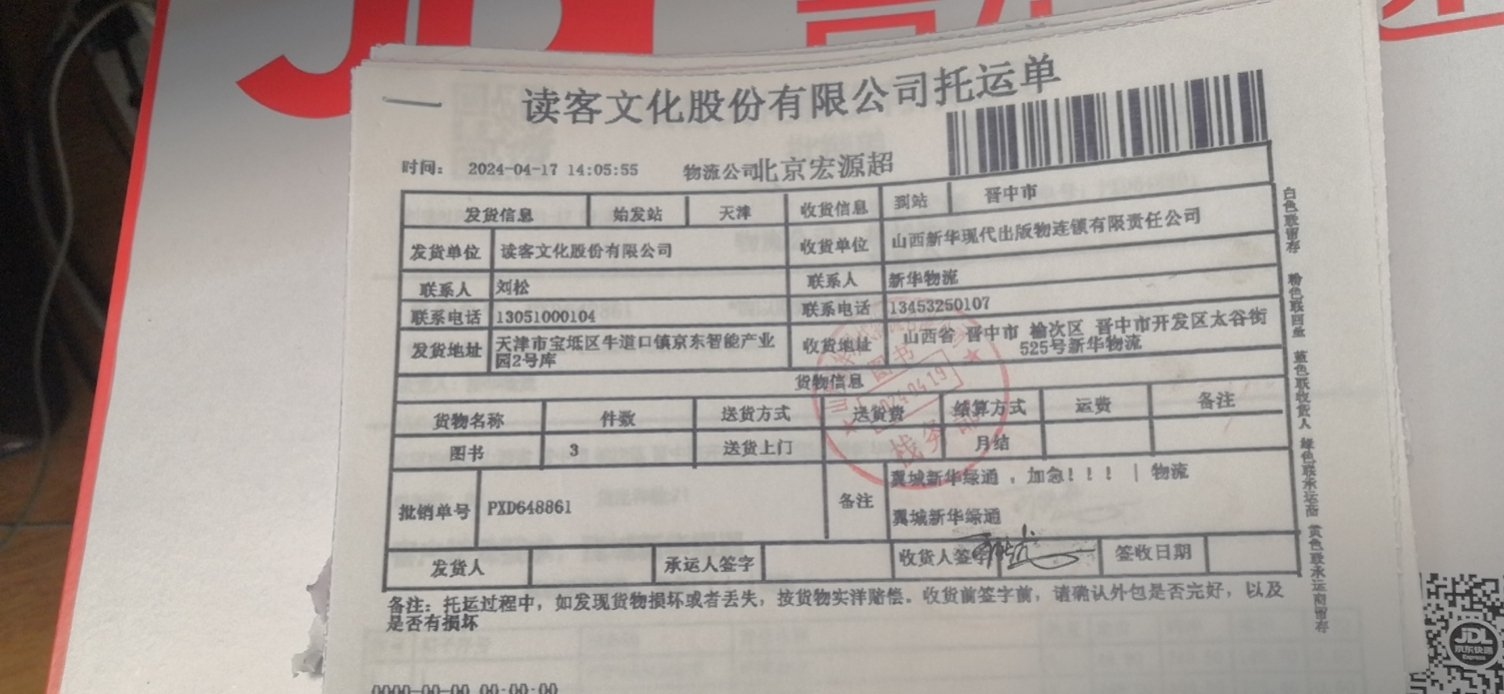 读客文化股份有限公司托运单
时间： 2024-04-17 14:05:55 物流公司北京宏源超
发货信息 始发站 天津 收货信息 到站 晋中市
发货单位 读客文化股份有限公司 收货单位 山西新华现代出版物连锁有限责任公司
联系人 刘松 联系人 新华物流
联系电话 13051000104 联系电话 13453250107
发货地址 天津市宝坻区牛道口镇京东智能产业园2号库 收货地址 山西省 晋中市 榆次区 晋中市开发区太谷街525号新华物流
货物信息
货物名称 件数 送货方式 送货费 结算方式 运费 备注
图书 3 送货上门 月结
批销单号 PXD648861 备注 翼城新华绿通，加急！！！ | 物流
翼城新华绿通
发货人 承运人签字 收货人签字 签收日期
备注：托运过程中，如发现货物损坏或者丢失，按货物实洋赔偿。收货前签字前，请确认外包是否完好，以及
是否有损坏
0000-00-00 00:00:00
白色联留存 粉色联回单 蓝色联收货人 绿色联承运商 黄色联承运商留存
图书
2024 04 19
JDL
京东快递
Express